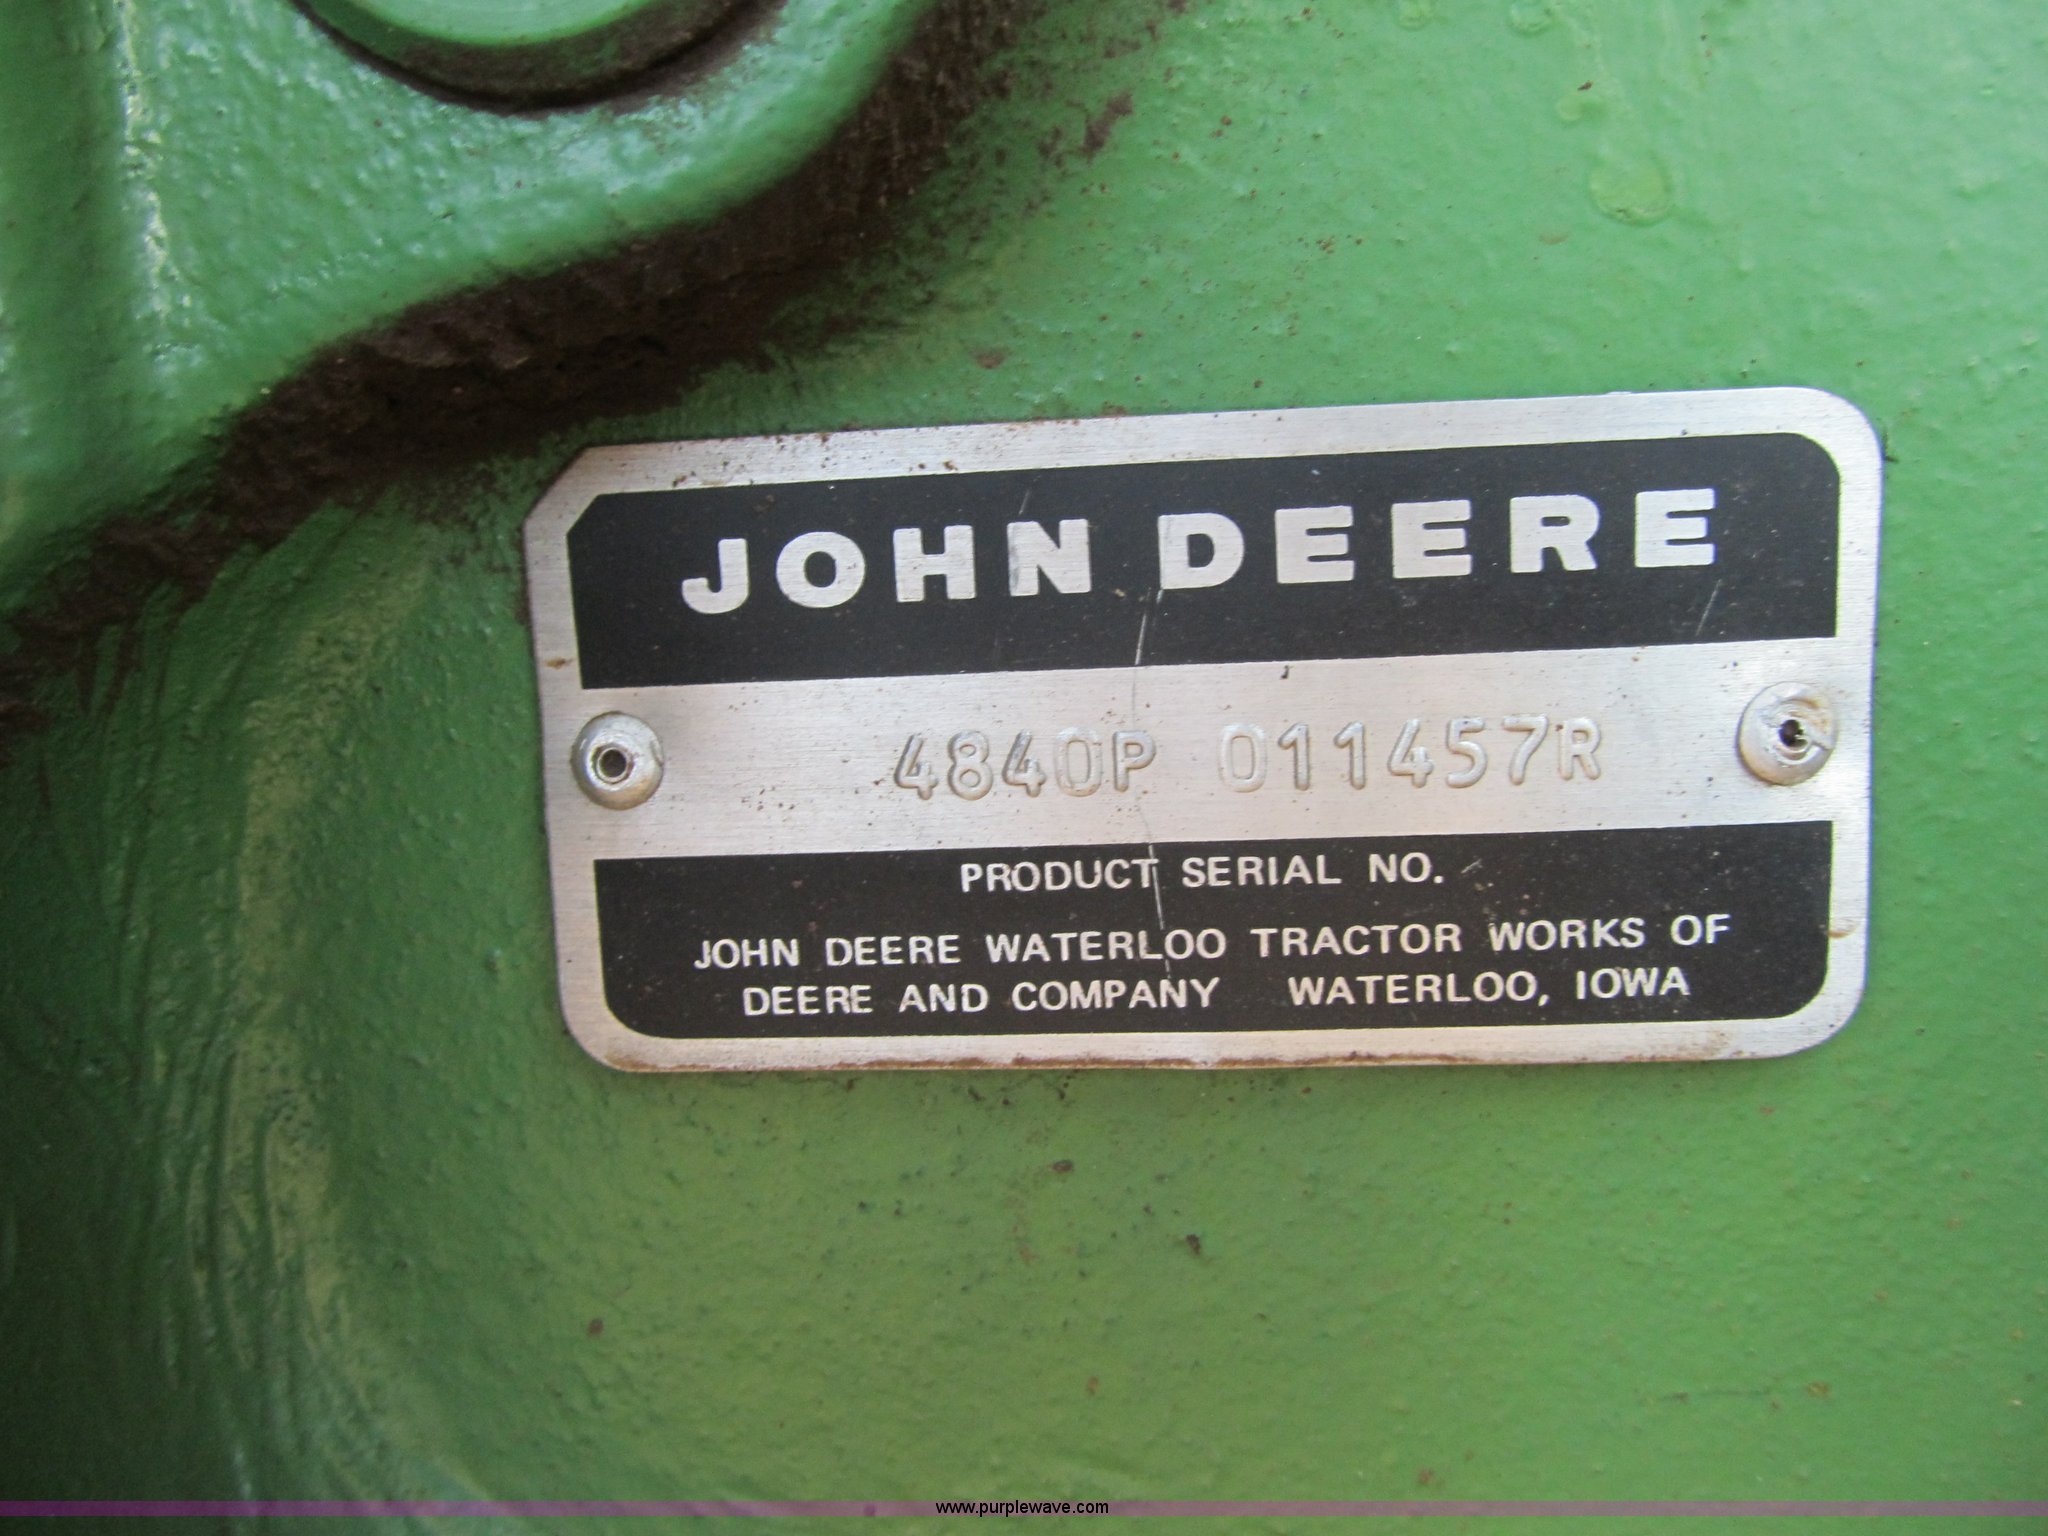 JOHN DEERE
4840P 011457R
PRODUCT SERIAL NO.
JOHN DEERE WATERLOO TRACTOR WORKS OF
DEERE AND COMPANY WATERLOO, IOWA
www.purplewave.com